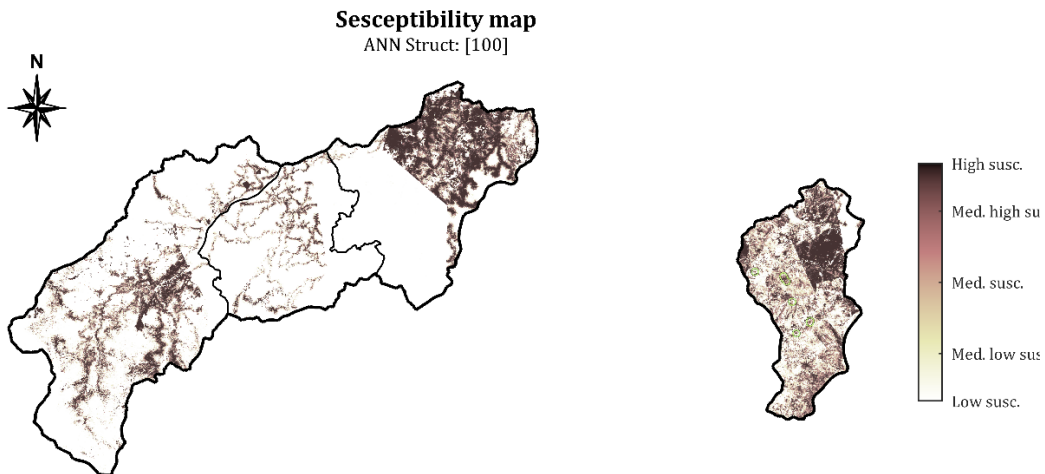 Sesceptibility map
ANN Struct: [100]
N
High susc.
Med. high su
Med. susc.
Med. low sus
Low susc.